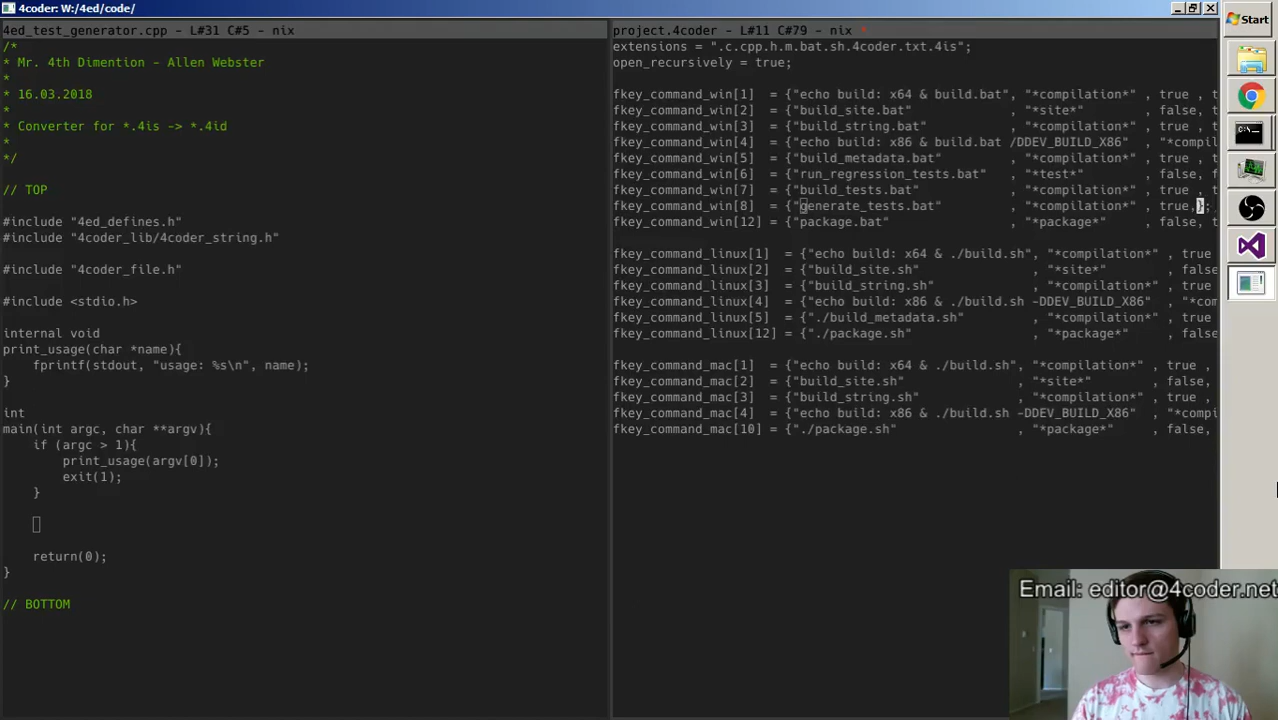 4coder: W:/4ed/code/
Start
4ed_test_generator.cpp - L#31 C#5 - nix
/*
* Mr. 4th Dimention - Allen Webster
*
* 16.03.2018
*
* Converter for *.4is -> *.4id
*
*/
// TOP
#include "4ed_defines.h"
#include "4coder_lib/4coder_string.h"
#include "4coder_file.h"
#include <stdio.h>
internal void
print_usage(char *name){
fprintf(stdout, "usage: %s\n", name);
}
int
main(int argc, char **argv){
if (argc > 1){
print_usage(argv[0]);
exit(1);
}
return(0);
}
// BOTTOM
project.4coder - L#11 C#79 - nix *
extensions = ".c.cpp.h.m.bat.sh.4coder.txt.4is";
open_recursively = true;
fkey_command_win[1] = {"echo build: x64 & build.bat", "*compilation*" , true , t
fkey_command_win[2] = {"build_site.bat" , "*site*" , false, t
fkey_command_win[3] = {"build_string.bat" , "*compilation*" , true , t
fkey_command_win[4] = {"echo build: x86 & build.bat /DDEV_BUILD_X86" , "*compil
fkey_command_win[5] = {"build_metadata.bat" , "*compilation*" , true , t
fkey_command_win[6] = {"run_regression_tests.bat" , "*test*" , false, f
fkey_command_win[7] = {"build_tests.bat" , "*compilation*" , true , t
fkey_command_win[8] = {"generate_tests.bat" , "*compilation*" , true,};
fkey_command_win[12] = {"package.bat" , "*package*" , false, t
fkey_command_linux[1] = {"echo build: x64 & ./build.sh", "*compilation*" , true
fkey_command_linux[2] = {"build_site.sh" , "*site*" , false
fkey_command_linux[3] = {"build_string.sh" , "*compilation*" , true
fkey_command_linux[4] = {"echo build: x86 & ./build.sh -DDEV_BUILD_X86" , "*com
fkey_command_linux[5] = {"./build_metadata.sh" , "*compilation*" , true
fkey_command_linux[12] = {"./package.sh" , "*package*" , false
fkey_command_mac[1] = {"echo build: x64 & ./build.sh", "*compilation*" , true ,
fkey_command_mac[2] = {"build_site.sh" , "*site*" , false,
fkey_command_mac[3] = {"build_string.sh" , "*compilation*" , true ,
fkey_command_mac[4] = {"echo build: x86 & ./build.sh -DDEV_BUILD_X86" , "*compi
fkey_command_mac[10] = {"./package.sh" , "*package*" , false,
Email: editor@4coder.net